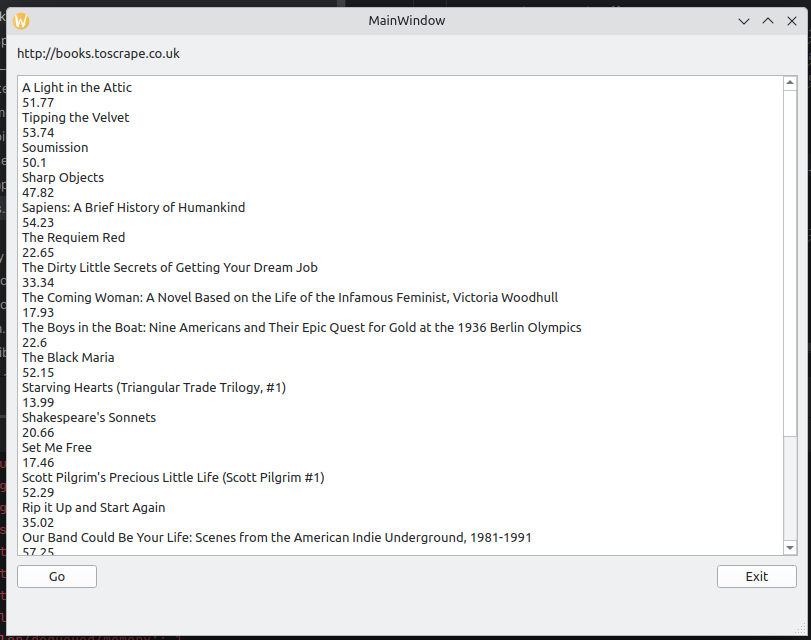 MainWindow
http://books.toscrape.co.uk
A Light in the Attic
51.77
Tipping the Velvet
53.74
Soumission
50.1
Sharp Objects
47.82
Sapiens: A Brief History of Humankind
54.23
The Requiem Red
22.65
The Dirty Little Secrets of Getting Your Dream Job
33.34
The Coming Woman: A Novel Based on the Life of the Infamous Feminist, Victoria Woodhull
17.93
The Boys in the Boat: Nine Americans and Their Epic Quest for Gold at the 1936 Berlin Olympics
22.6
The Black Maria
52.15
Starving Hearts (Triangular Trade Trilogy, #1)
13.99
Shakespeare's Sonnets
20.66
Set Me Free
17.46
Scott Pilgrim's Precious Little Life (Scott Pilgrim #1)
52.29
Rip it Up and Start Again
35.02
Our Band Could Be Your Life: Scenes from the American Indie Underground, 1981-1991
57.25
Go
Exit